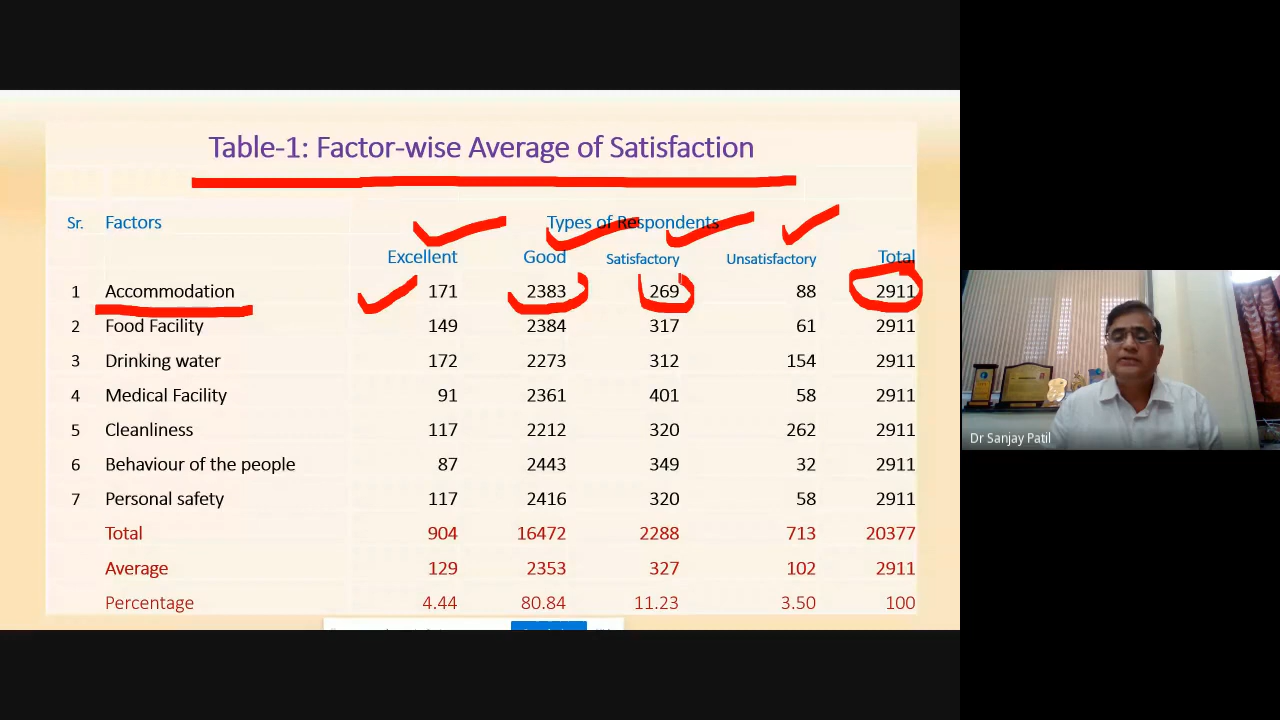 Table-1: Factor-wise Average of Satisfaction
Sr. Factors Types of Respondents
Excellent Good Satisfactory Unsatisfactory Total
1 Accommodation 171 2383 269 88 2911
2 Food Facility 149 2384 317 61 2911
3 Drinking water 172 2273 312 154 2911
4 Medical Facility 91 2361 401 58 2911
5 Cleanliness 117 2212 320 262 2911
6 Behaviour of the people 87 2443 349 32 2911
7 Personal safety 117 2416 320 58 2911
Total 904 16472 2288 713 20377
Average 129 2353 327 102 2911
Percentage 4.44 80.84 11.23 3.50 100
Dr Sanjay Patil